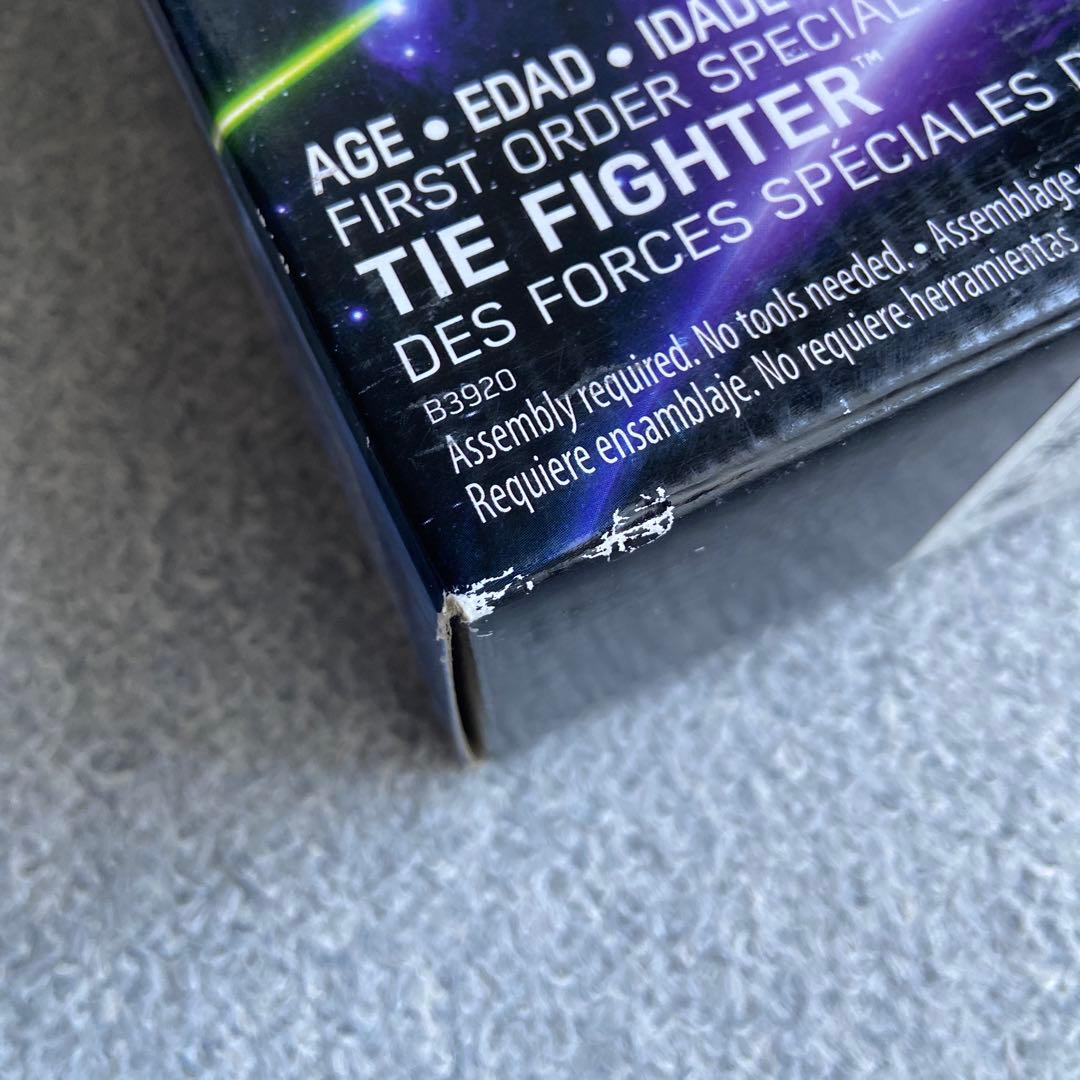 AGE • EDAD • IDADE
FIRST ORDER SPECIAL
TIE FIGHTER™
DES FORCES SPÉCIALES
B3920
Assembly required. No tools needed. • Assemblage
Requiere ensamblaje. No requiere herramientas